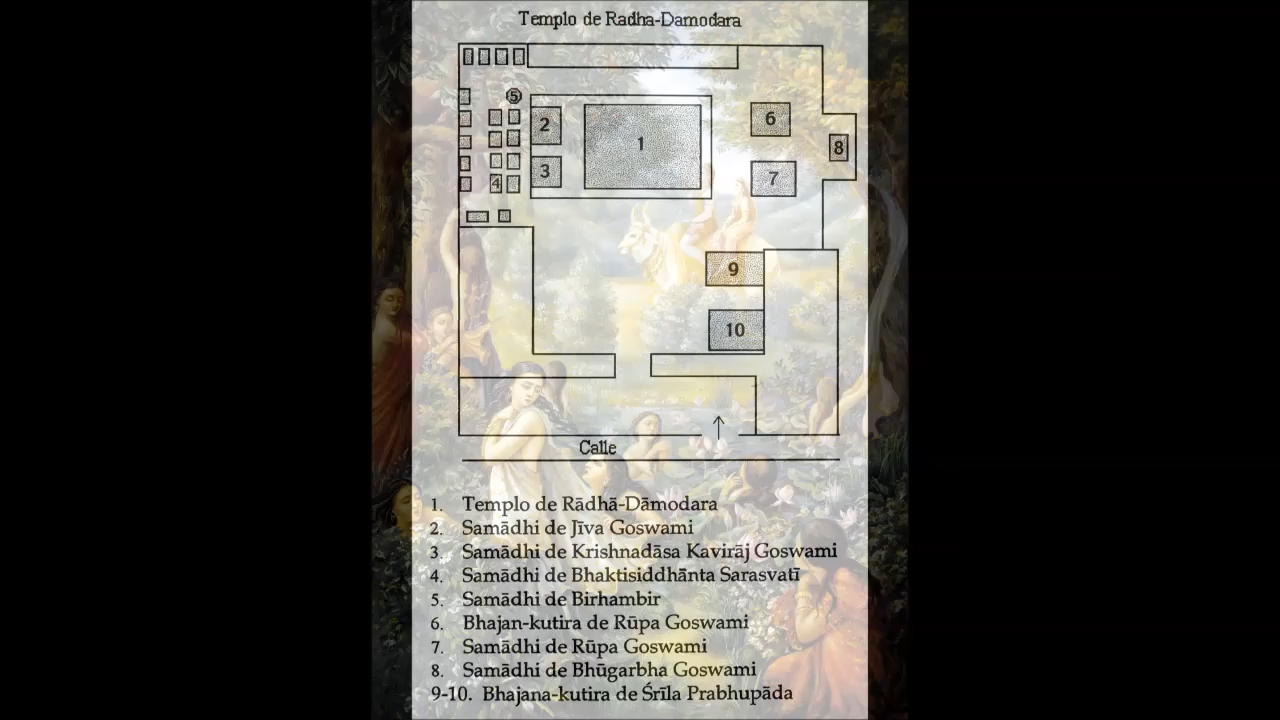 Templo de Radha-Damodara
5
2
1
6
8
3
4
7
9
10
Calle
1. Templo de Rādhā-Dāmodara
2. Samādhi de Jīva Goswami
3. Samādhi de Krishnadāsa Kavirāj Goswami
4. Samādhi de Bhaktisiddhānta Sarasvatī
5. Samādhi de Birhambir
6. Bhajan-kutira de Rūpa Goswami
7. Samādhi de Rūpa Goswami
8. Samādhi de Bhūgarbha Goswami
9-10. Bhajana-kutira de Śrīla Prabhupāda